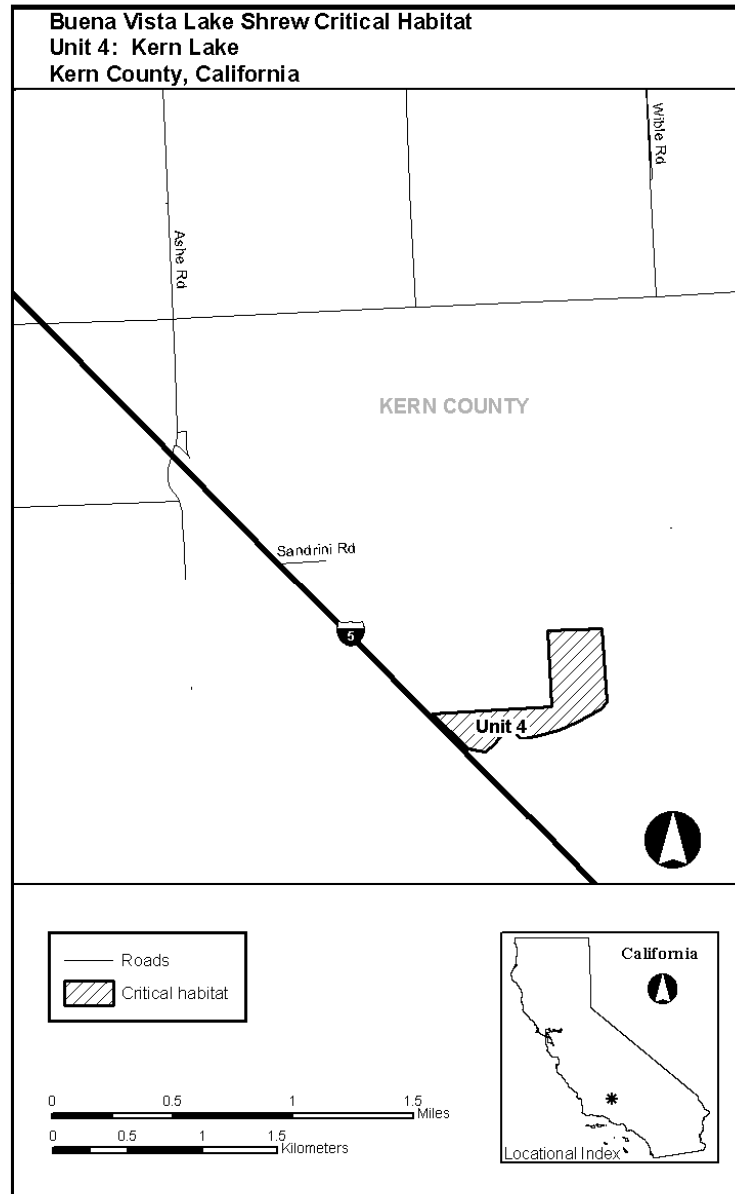 Buena Vista Lake Shrew Critical Habitat
Unit 4: Kern Lake
Kern County, California
Wible Rd
Ashe Rd
KERN COUNTY
Sandrini Rd
5
Unit 4
Roads
Critical habitat
California
0 0.5 1 1.5
Miles
0 0.5 1 1.5
Kilometers
Locational Index